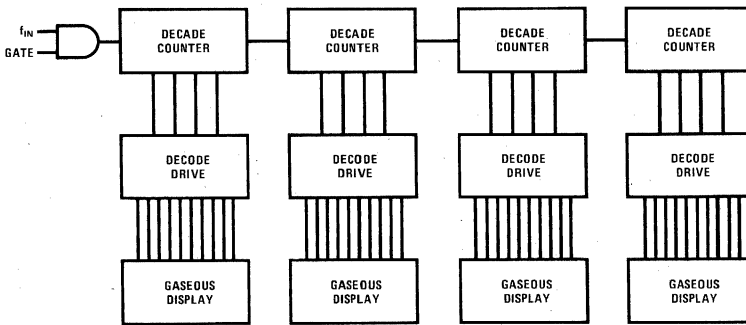 fIN
GATE
DECADE
COUNTER
DECADE
COUNTER
DECADE
COUNTER
DECADE
COUNTER
DECODE
DRIVE
DECODE
DRIVE
DECODE
DRIVE
DECODE
DRIVE
GASEOUS
DISPLAY
GASEOUS
DISPLAY
GASEOUS
DISPLAY
GASEOUS
DISPLAY